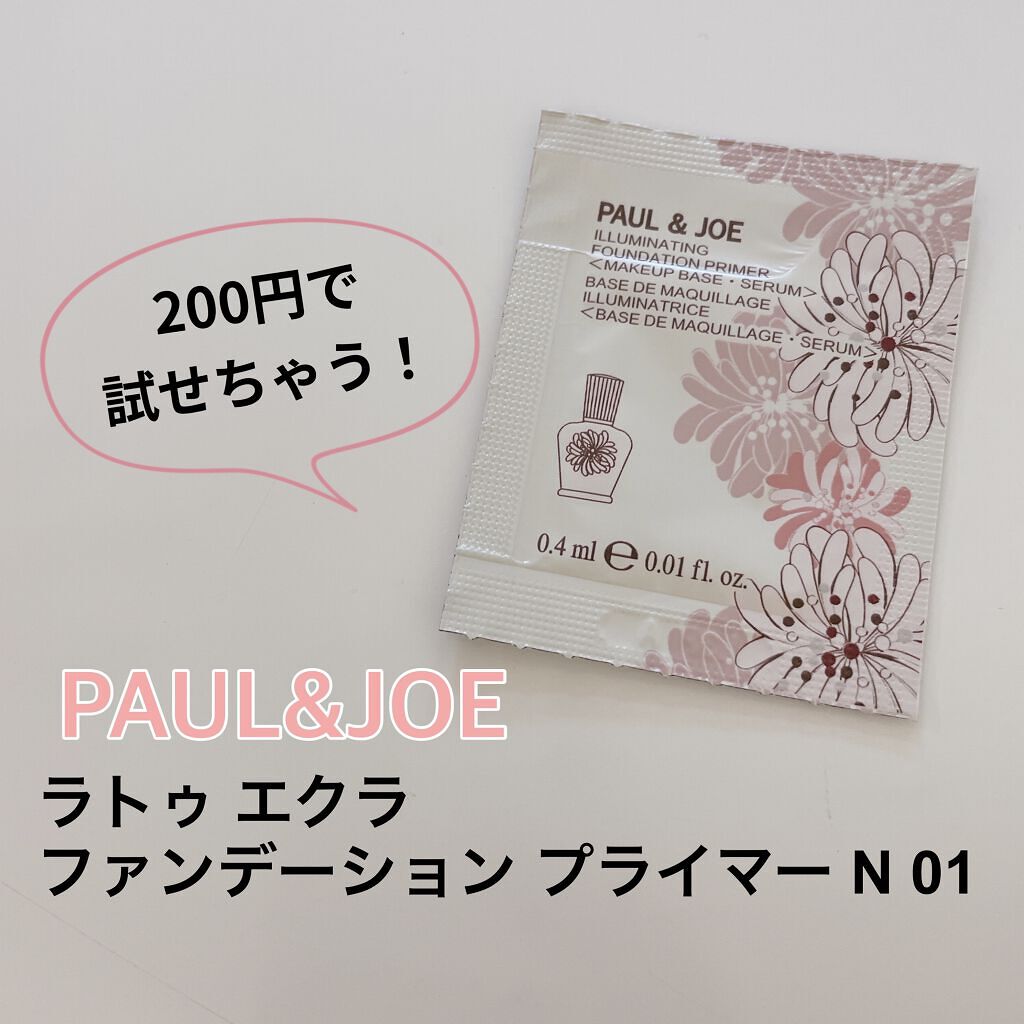 200円で
試せちゃう！
PAUL & JOE
ILLUMINATING
FOUNDATION PRIMER
<MAKEUP BASE・SERUM>
BASE DE MAQUILLAGE
ILLUMINATRICE
<BASE DE MAQUILLAGE・SERUM>
0.4 ml ℮ 0.01 fl. oz.
PAUL&JOE
ラトゥ エクラ
ファンデーション プライマー N 01